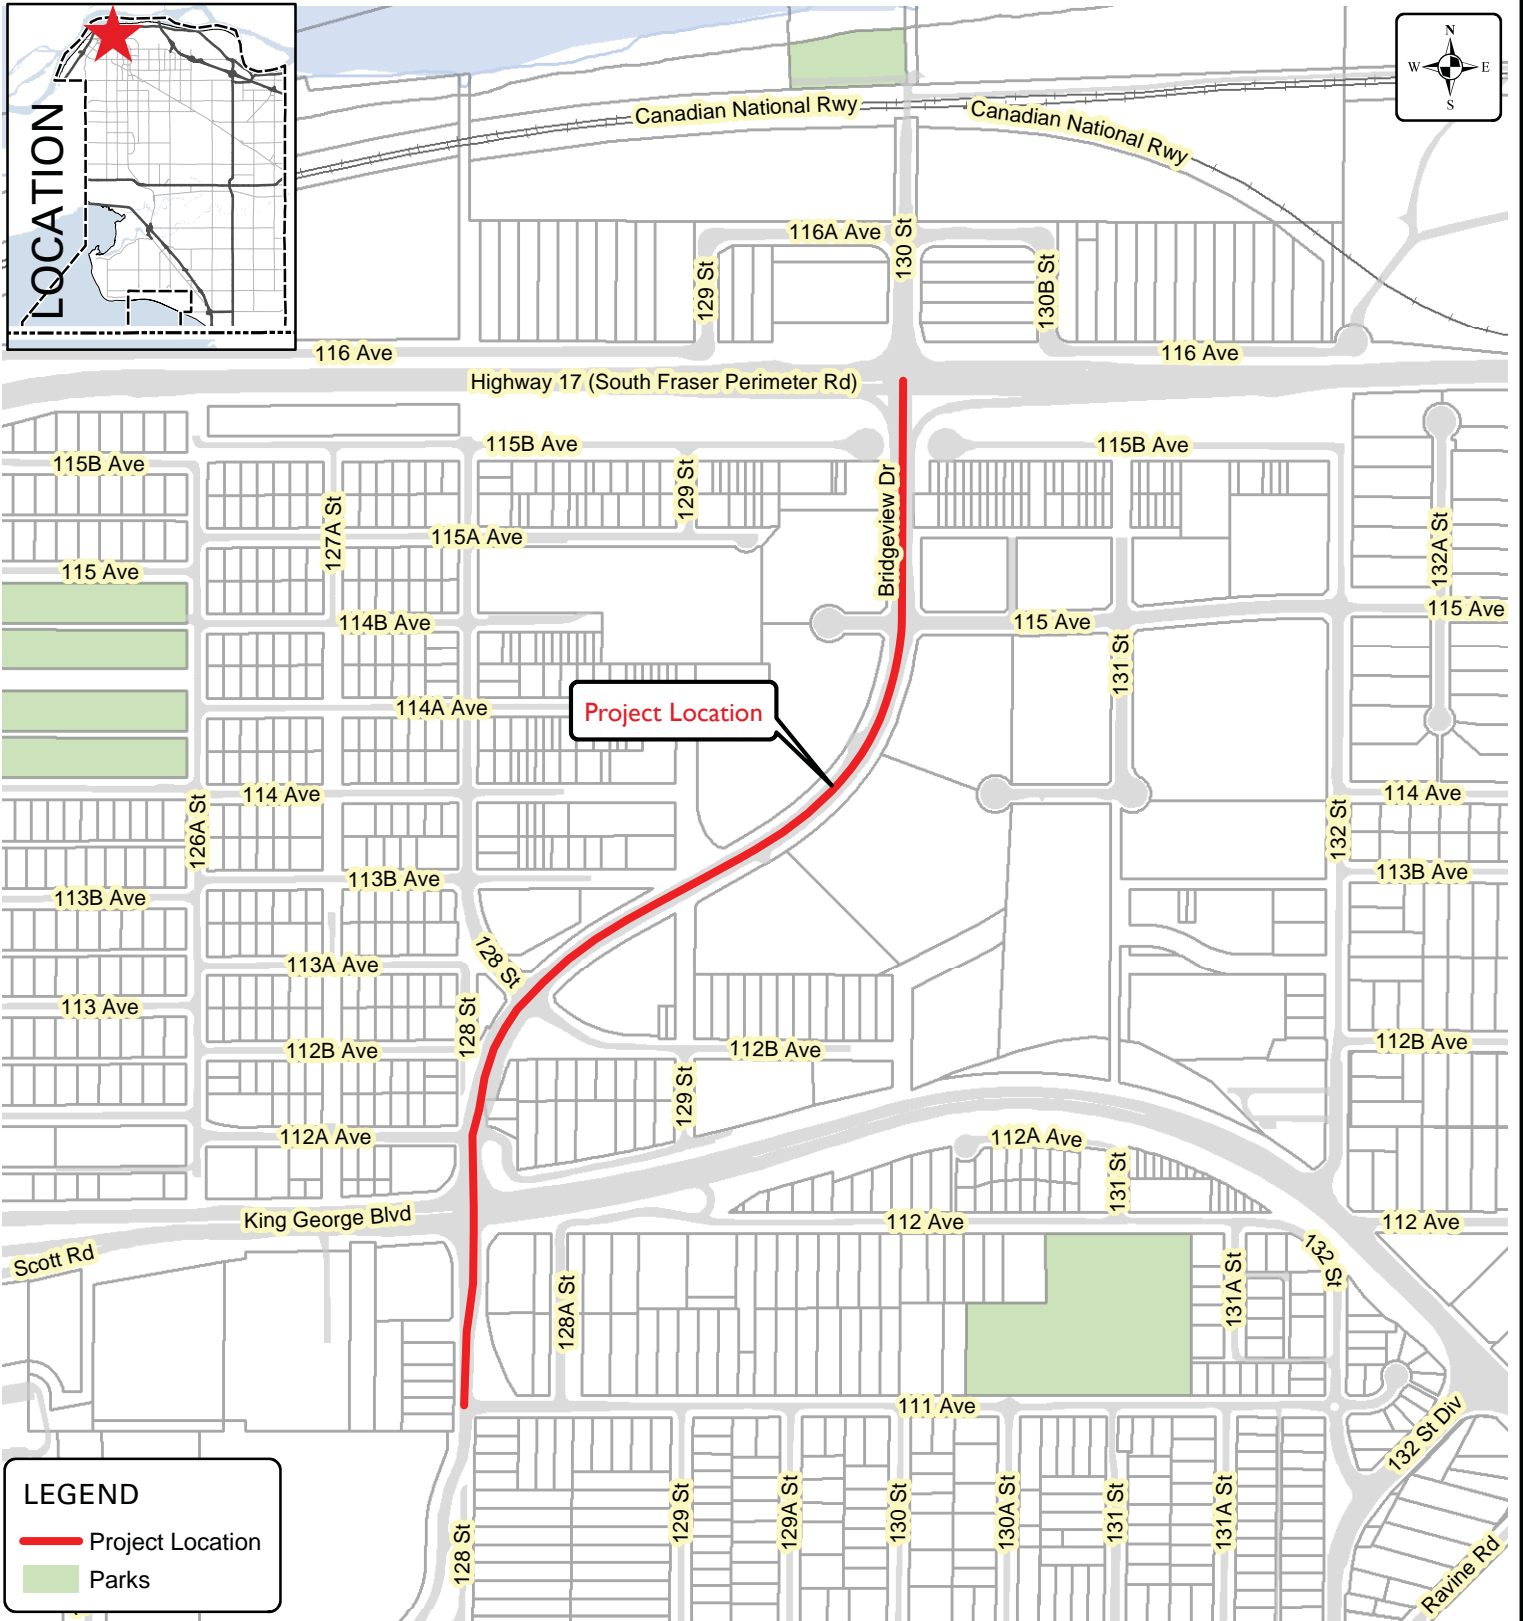 LOCATION
N
W E
S
Canadian National Rwy
Canadian National Rwy
116A Ave
130 St
129 St
130B St
116 Ave
116 Ave
Highway 17 (South Fraser Perimeter Rd)
115B Ave
115B Ave
115B Ave
129 St
127A St
Bridgeview Dr
132A St
115A Ave
115 Ave
115 Ave
114B Ave
115 Ave
131 St
114A Ave
Project Location
114 Ave
114 Ave
126A St
132 St
113B Ave
113B Ave
113B Ave
128 St
113A Ave
113 Ave
128 St
112B Ave
112B Ave
112B Ave
129 St
112A Ave
112A Ave
131 St
King George Blvd
112 Ave
112 Ave
Scott Rd
132 St
128A St
131A St
111 Ave
132 St Div
LEGEND
Project Location
Parks
128 St
129 St
129A St
130 St
130A St
131 St
131A St
Ravine Rd